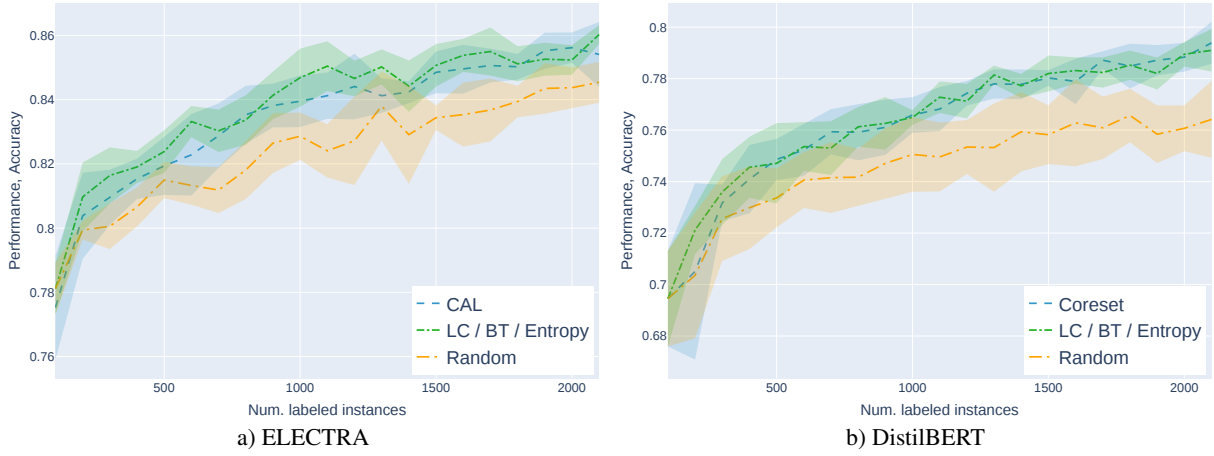 Performance, Accuracy
0.86
0.84
0.82
0.8
0.78
0.76
500
1000
1500
2000
Num. labeled instances
CAL
LC / BT / Entropy
Random
a) ELECTRA
Performance, Accuracy
0.8
0.78
0.76
0.74
0.72
0.7
0.68
500
1000
1500
2000
Num. labeled instances
Coreset
LC / BT / Entropy
Random
b) DistilBERT